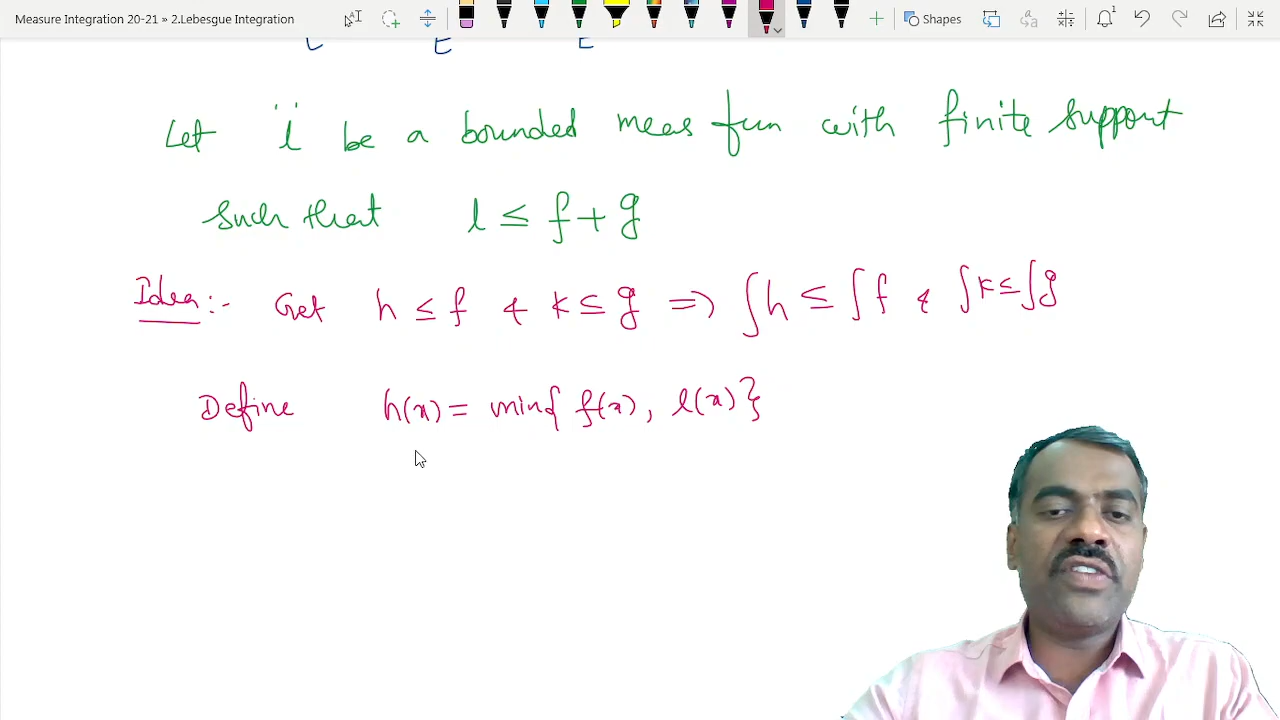 Measure Integration 20-21 » 2.Lebesgue Integration
Shapes
Let l be a bounded meas fun with finite support
such that l ≤ f + g
Idea :- Get h ≤ f & k ≤ g ⇒ ∫h ≤ ∫f & ∫k ≤ ∫g
Define h(x) = min{ f(x), l(x) }